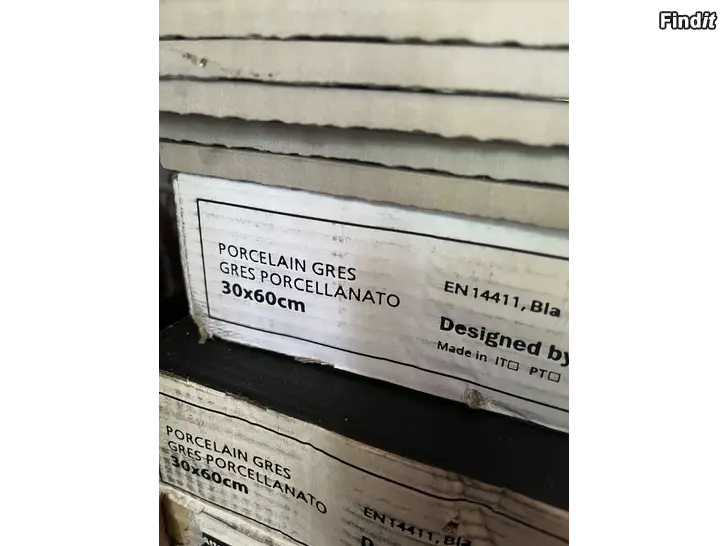 Findit
PORCELAIN GRES
GRES PORCELLANATO
30x60cm
EN 14411, Bla
Designed by
Made in IT☐ PT☐
PORCELAIN GRES
GRES PORCELLANATO
30x60cm
EN 14411, Bla